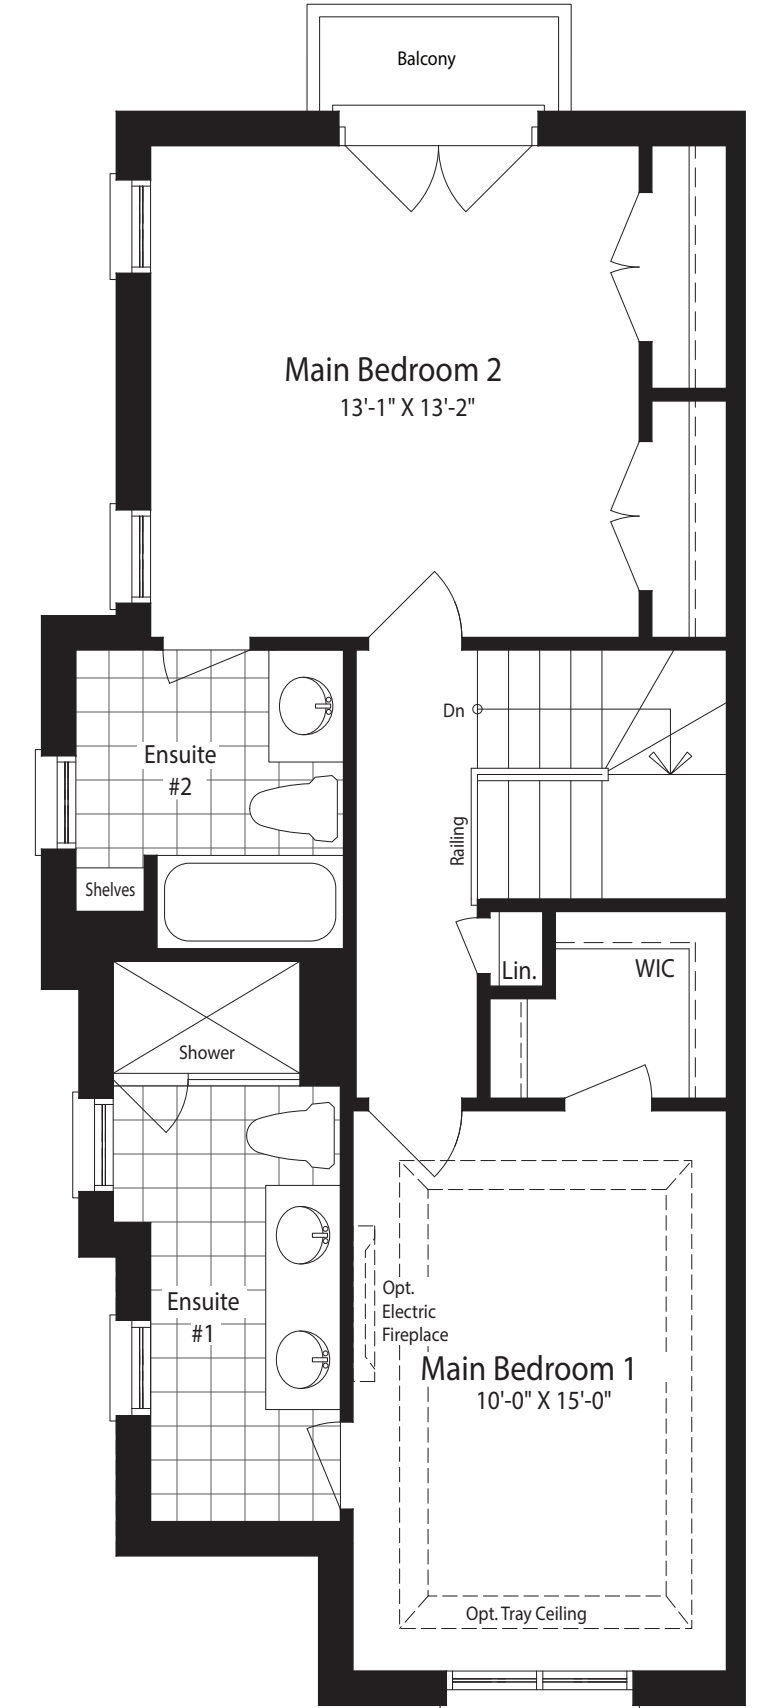 Balcony
Main Bedroom 2
13'-1" X 13'-2"
Dn
Ensuite
#2
Railing
Shelves
Lin.
WIC
Shower
Opt.
Electric
Fireplace
Ensuite
#1
Main Bedroom 1
10'-0" X 15'-0"
Opt. Tray Ceiling